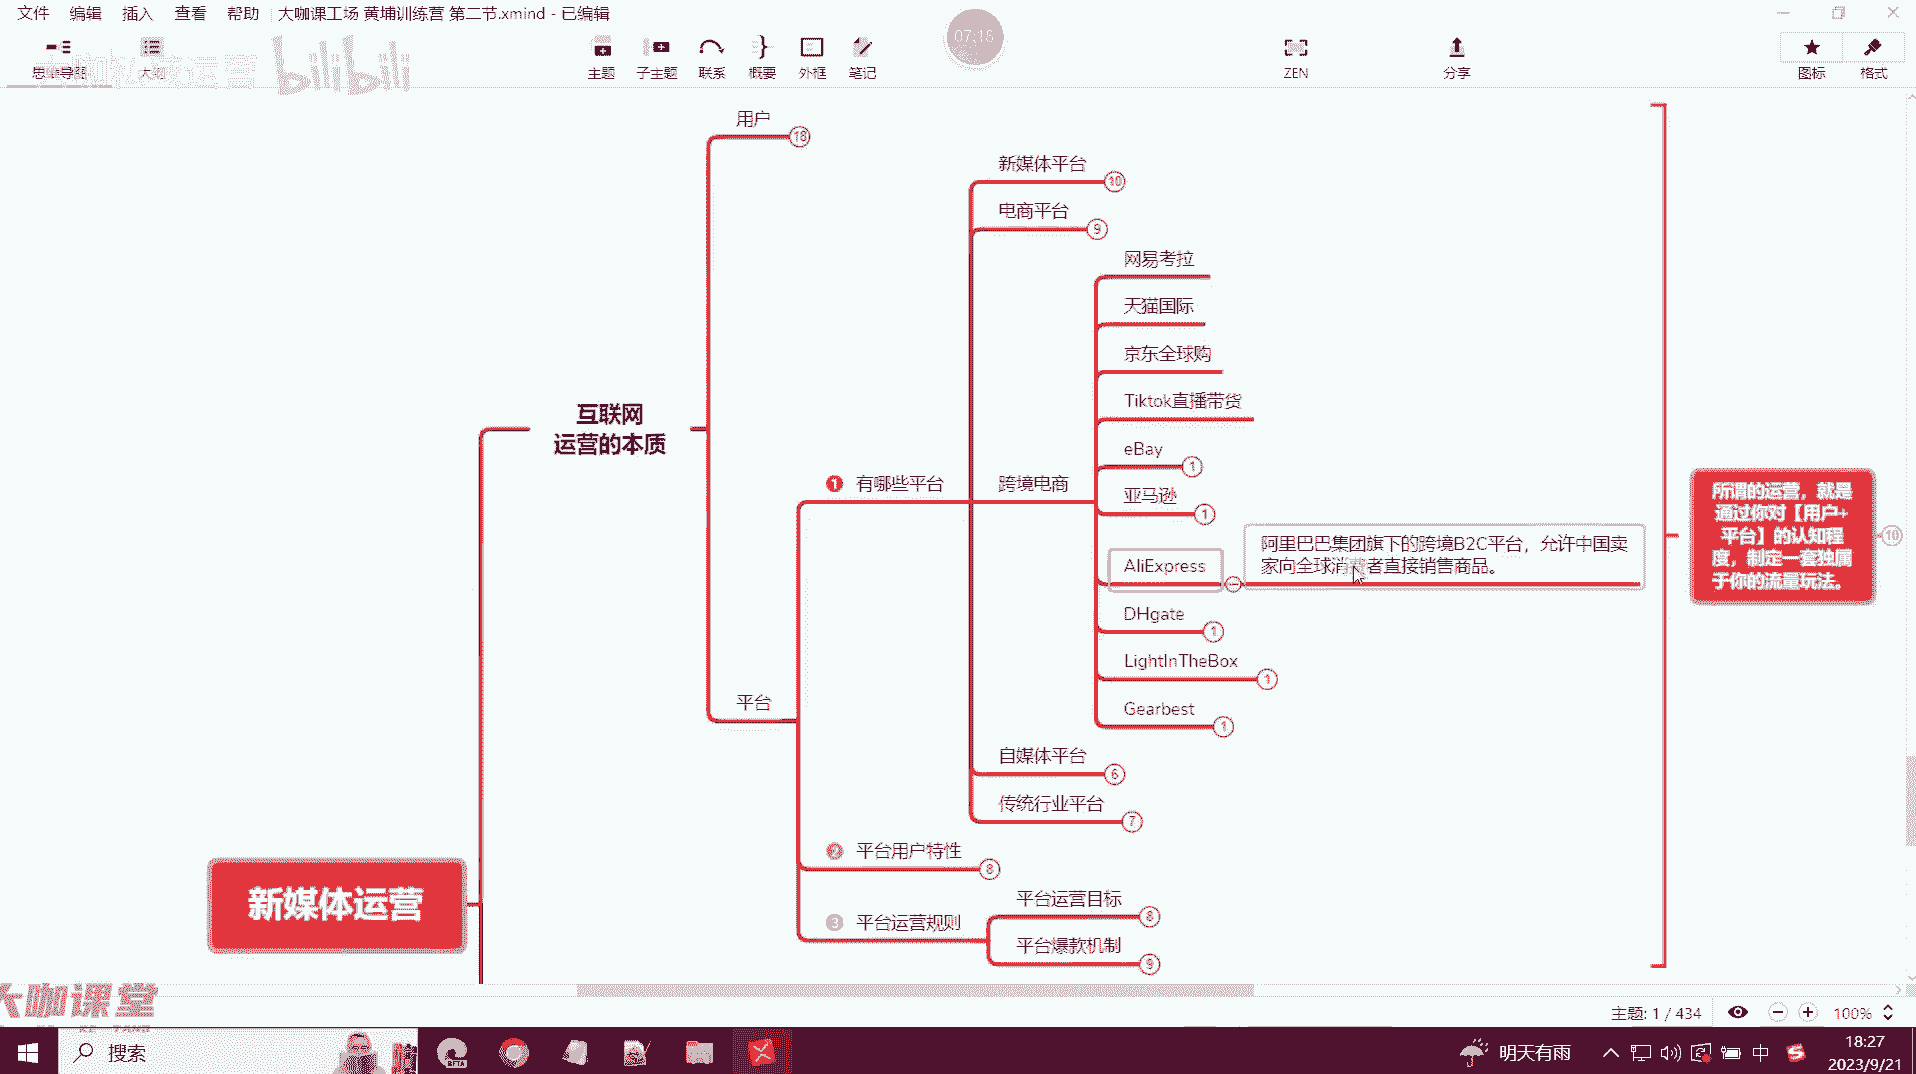 文件 编辑 插入 查看 帮助 大咖课工场 黄埔训练营 第二节.xmind - 已编辑
思维导图 大纲 主题 子主题 联系 概要 外框 笔记 07:18 ZEN 分享 图标 格式
bilibili
用户 18
新媒体平台 10
电商平台 9
网易考拉
天猫国际
京东全球购
Tiktok直播带货
互联网
运营的本质
eBay 1
1 有哪些平台 跨境电商
亚马逊 1
AliExpress
阿里巴巴集团旗下的跨境B2C平台，允许中国卖
家向全球消费者直接销售商品。
所谓的运营，就是
通过你对【用户+
平台】的认知程
度，制定一套独属
于你的流量玩法。
10
DHgate 1
LightInTheBox 1
平台
Gearbest 1
自媒体平台 6
传统行业平台 7
2 平台用户特性 8
新媒体运营
平台运营目标 8
3 平台运营规则
平台爆款机制 9
大咖课堂
主题: 1 / 434 100%
搜索 明天有雨 中 18:27
2023/9/21